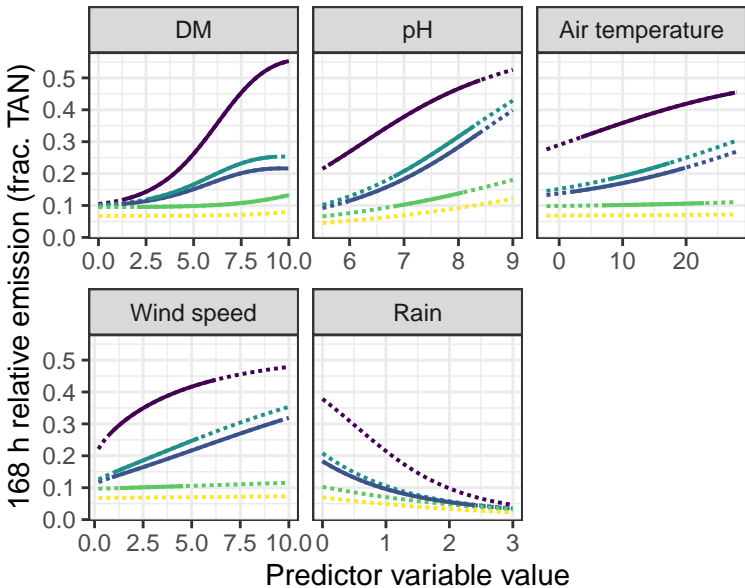 DM pH Air temperature
0.5
0.4
0.3
0.2
0.1
0.0
0.0 2.5 5.0 7.5 10.0 6 7 8 9 0 10 20
Wind speed Rain
0.5
0.4
0.3
0.2
0.1
0.0
0.0 2.5 5.0 7.5 10.0 0 1 2 3
168 h relative emission (frac. TAN)
Predictor variable value